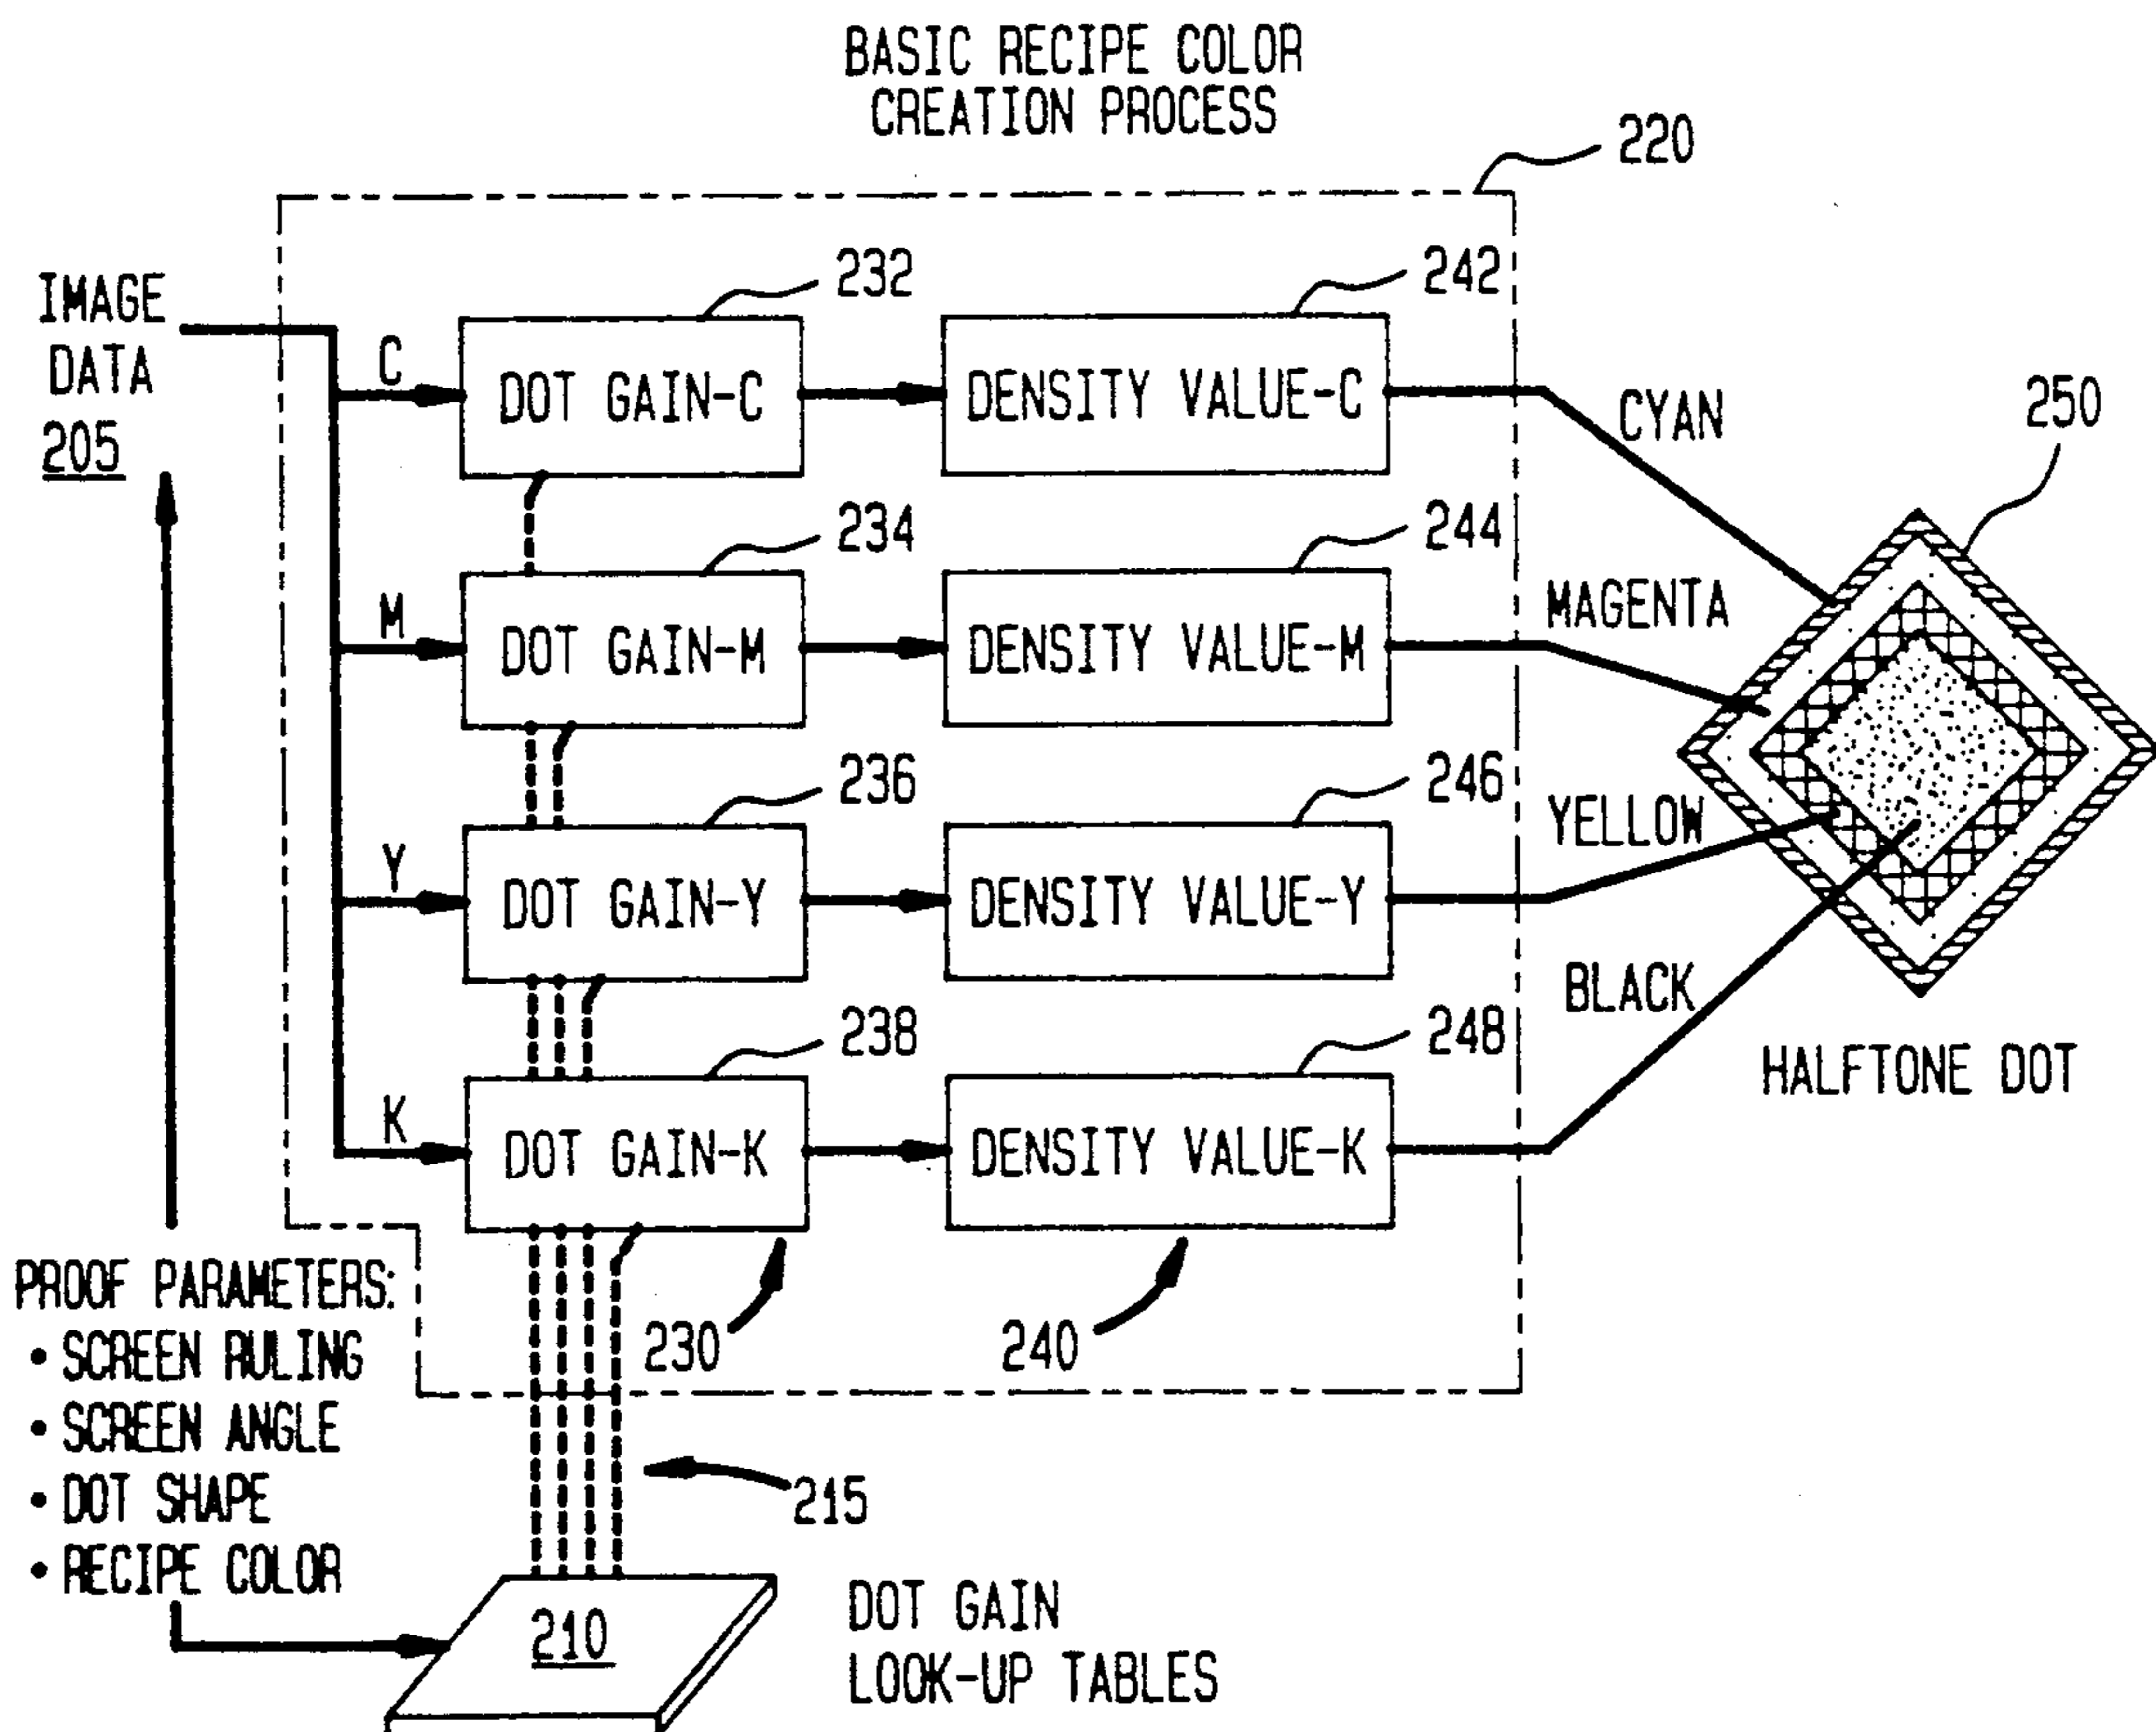 BASIC RECIPE COLOR
CREATION PROCESS
220
IMAGE
DATA
205
232
242
C
DOT GAIN-C
DENSITY VALUE-C
CYAN
250
234
244
M
DOT GAIN-M
DENSITY VALUE-M
MAGENTA
236
246
Y
DOT GAIN-Y
DENSITY VALUE-Y
YELLOW
238
248
K
DOT GAIN-K
DENSITY VALUE-K
BLACK
HALFTONE DOT
PROOF PARAMETERS:
• SCREEN RULING
• SCREEN ANGLE
• DOT SHAPE
• RECIPE COLOR
230
240
215
210
DOT GAIN
LOOK-UP TABLES